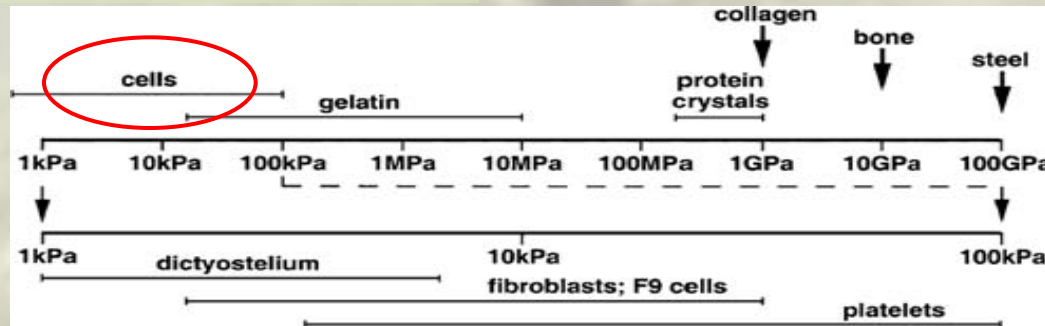 collagen
bone
steel
cells
protein
crystals
gelatin
1kPa 10kPa 100kPa 1MPa 10MPa 100MPa 1GPa 10GPa 100GPa
1kPa 10kPa 100kPa
dictyostelium
fibroblasts; F9 cells
platelets